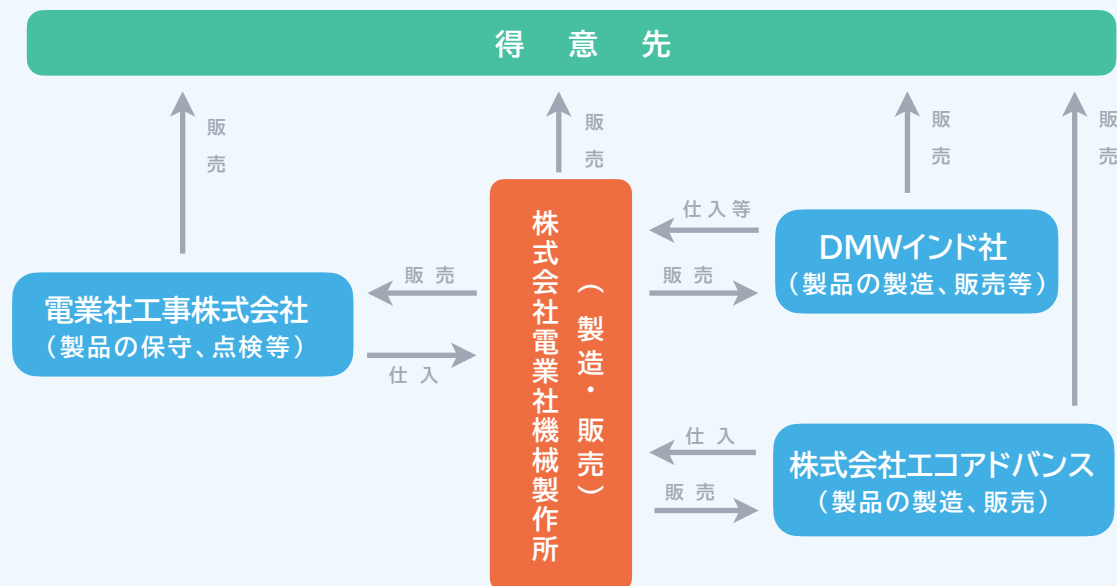 得意先
販売
販売
販売
販売
仕入等
販売
DMWインド社
（製品の製造、販売等）
販売
仕入
電業社工事株式会社
（製品の保守、点検等）
株式会社電業社機械製作所
（製造・販売）
仕入
販売
株式会社エコアドバンス
（製品の製造、販売）